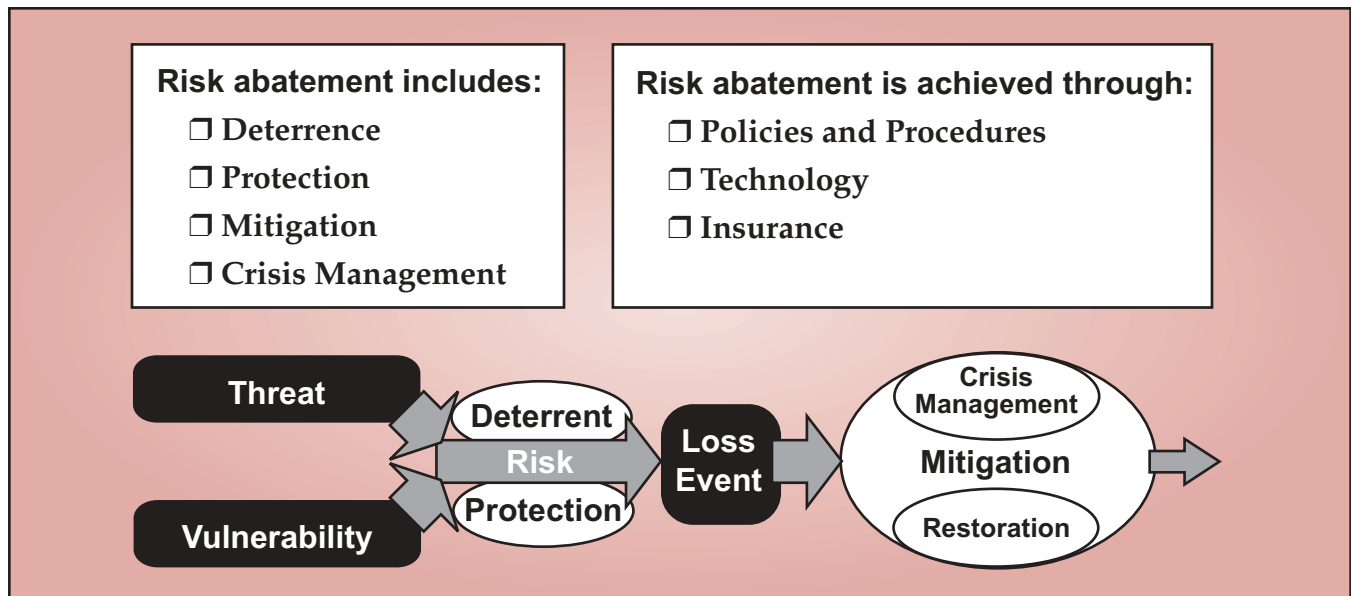 Risk abatement includes:
❐ Deterrence
❐ Protection
❐ Mitigation
❐ Crisis Management
Risk abatement is achieved through:
❐ Policies and Procedures
❐ Technology
❐ Insurance
Threat
Vulnerability
Deterrent
Risk
Protection
Loss
Event
Crisis
Management
Mitigation
Restoration